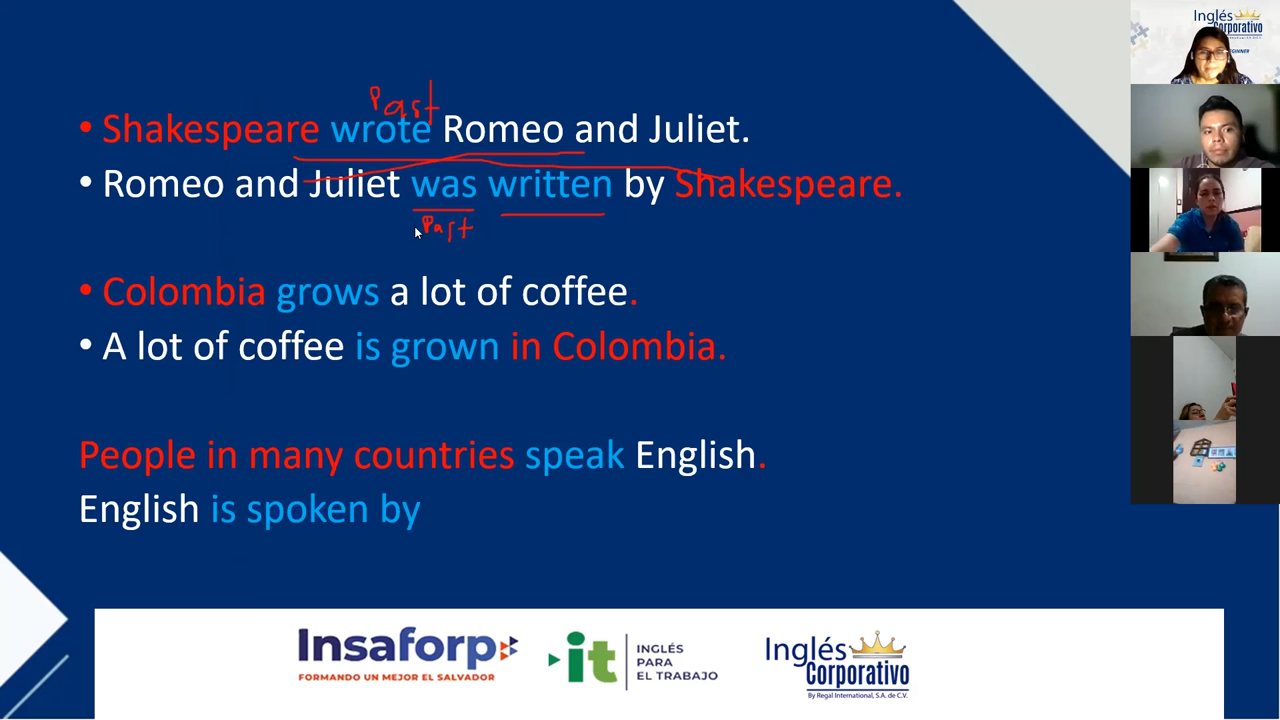 Past
• Shakespeare wrote Romeo and Juliet.
• Romeo and Juliet was written by Shakespeare.
Past
• Colombia grows a lot of coffee.
• A lot of coffee is grown in Colombia.
People in many countries speak English.
English is spoken by
Insaforp
FORMANDO UN MEJOR EL SALVADOR
it
INGLÉS
PARA
EL TRABAJO
Inglés
Corporativo
By Regal International, S.A. de C.V.
Inglés
Corporativo